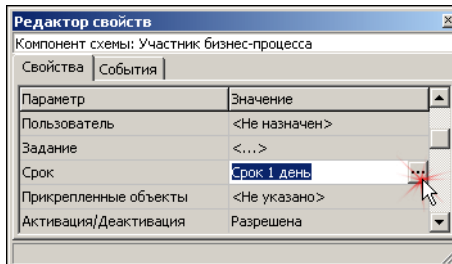 Редактор свойств
Компонент схемы: Участник бизнес-процесса
Свойства События
Параметр Значение
Пользователь <Не назначен>
Задание <...>
Срок Срок 1 день ...
Прикрепленные объекты <Не указано>
Активация/Деактивация Разрешена